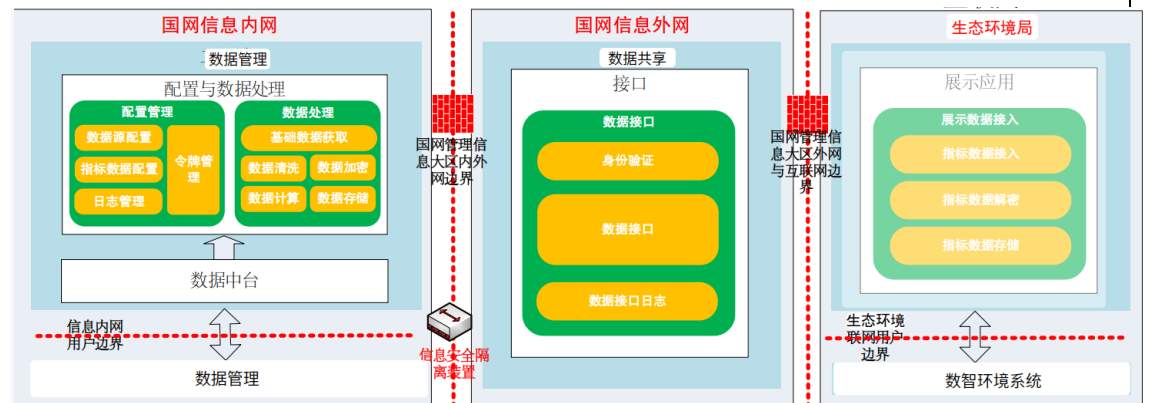 国网信息内网
数据管理
配置与数据处理
配置管理
数据源配置
指标数据配置
日志管理
令牌管
理
数据处理
基础数据获取
数据清洗
数据加密
数据计算
数据存储
数据中台
信息内网
用户边界
数据管理
国网管理信
息大区内外
网边界
信息安全隔
离装置
国网信息外网
数据共享
接口
数据接口
身份验证
数据接口
数据接口日志
国网管理信
息大区外网
与互联网边
界
生态环境局
展示应用
展示数据接入
指标数据接入
指标数据解密
指标数据存储
生态环境
联网用户
边界
数智环境系统